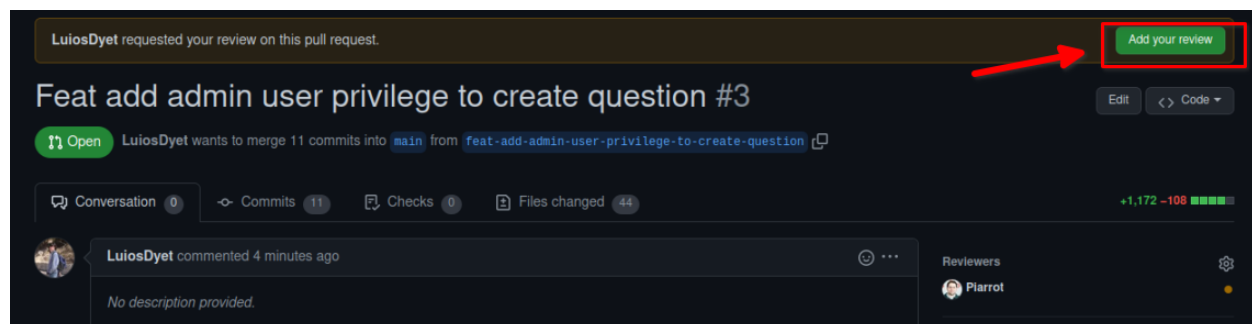 LuiosDyet requested your review on this pull request.
Add your review
Feat add admin user privilege to create question #3
Edit
<> Code
Open
LuiosDyet wants to merge 11 commits into main from feat-add-admin-user-privilege-to-create-question
Conversation 0
Commits 11
Checks 0
Files changed 44
+1,172 −108
LuiosDyet commented 4 minutes ago
No description provided.
Reviewers
Piarrot